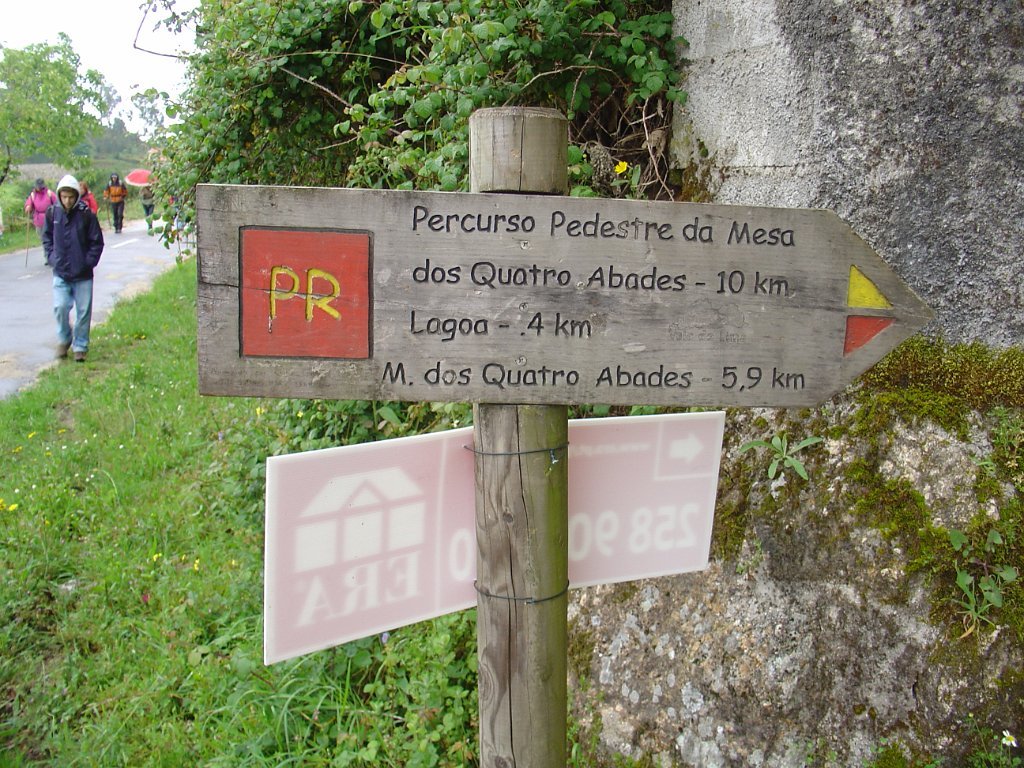 PR
Percurso Pedestre da Mesa
dos Quatro Abades - 10 km
Lagoa - .4 km
M. dos Quatro Abades - 5,9 km
ERA
258 90
0